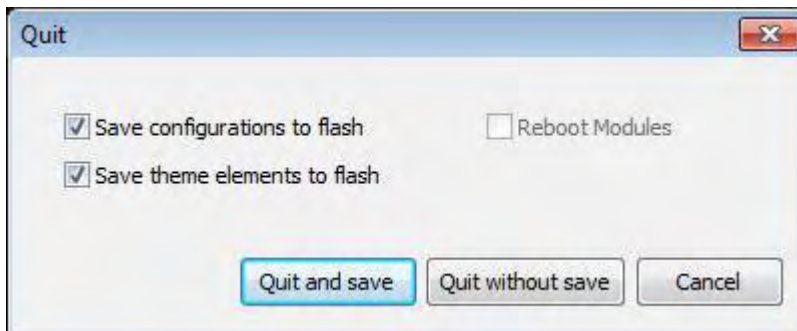 Quit
Save configurations to flash Reboot Modules
Save theme elements to flash
Quit and save Quit without save Cancel